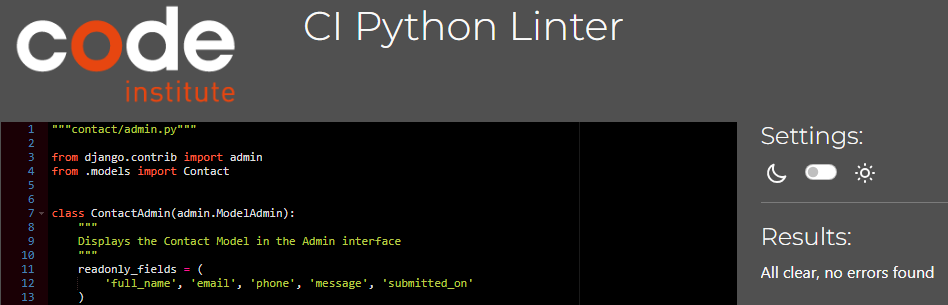 code
institute
CI Python Linter
1 """contact/admin.py"""
2
3 from django.contrib import admin
4 from .models import Contact
5
6
7 class ContactAdmin(admin.ModelAdmin):
8     """
9     Displays the Contact Model in the Admin interface
10     """
11     readonly_fields = (
12         'full_name', 'email', 'phone', 'message', 'submitted_on'
13     )
Settings:
Results:
All clear, no errors found